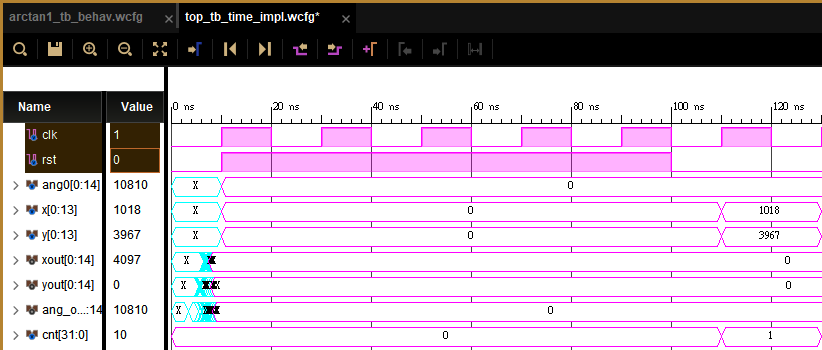 arctan1_tb_behav.wcfg × top_tb_time_impl.wcfg* ×
Name Value 0 ns 20 ns 40 ns 60 ns 80 ns 100 ns 120 ns
clk 1
rst 0
ang0[0:14] 10810 X 0
x[0:13] 1018 X 0 1018
y[0:13] 3967 X 0 3967
xout[0:14] 4097 X X 0
yout[0:14] 0 X X X 0
ang_o...:14] 10810 X X X 0
cnt[31:0] 10 0 1